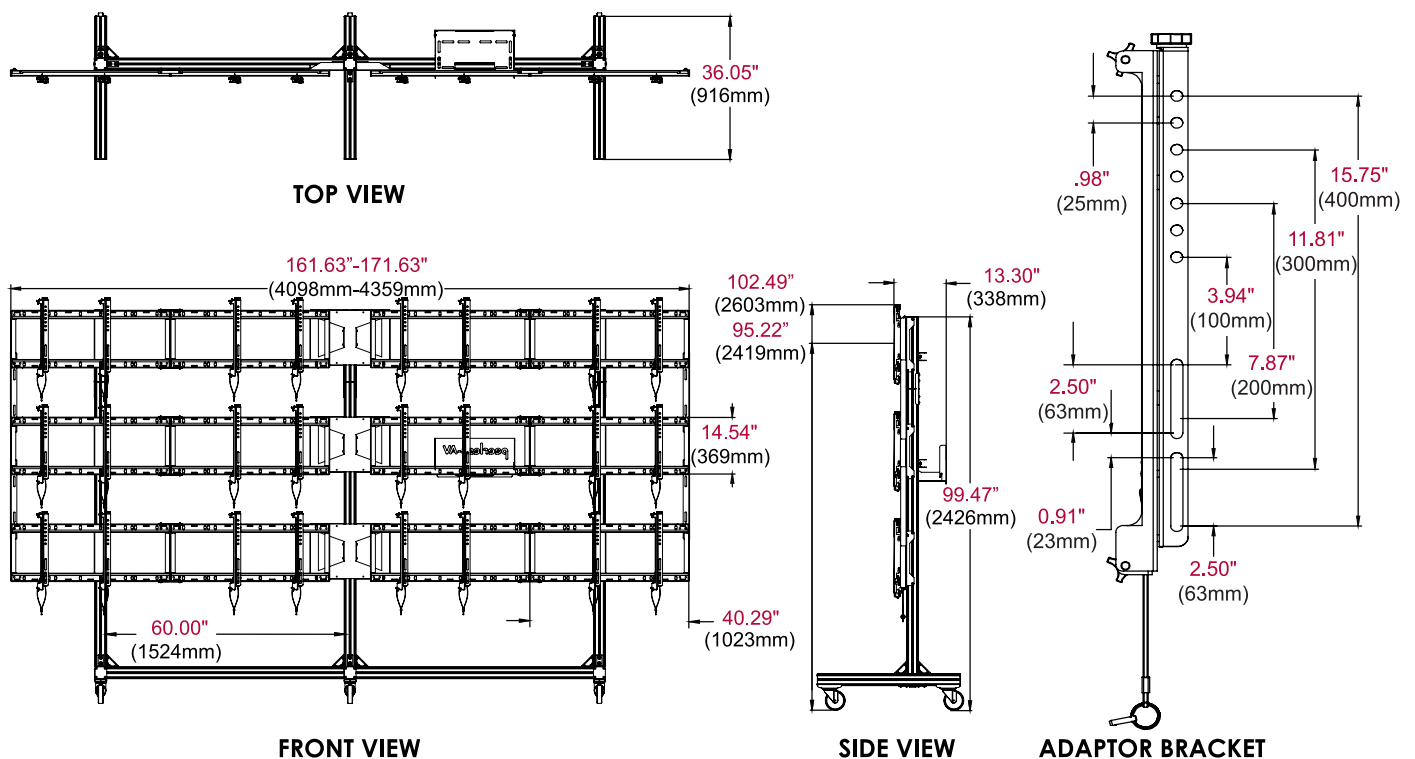 36.05"
(916mm)
TOP VIEW
161.63”-171.63"
(4098mm-4359mm)
14.54"
(369mm)
peerless-AV
60.00"
(1524mm)
40.29"
(1023mm)
FRONT VIEW
102.49”
(2603mm)
95.22”
(2419mm)
13.30"
(338mm)
99.47”
(2426mm)
SIDE VIEW
.98"
(25mm)
15.75"
(400mm)
11.81"
(300mm)
3.94"
(100mm)
7.87"
(200mm)
2.50"
(63mm)
0.91"
(23mm)
2.50"
(63mm)
ADAPTOR BRACKET